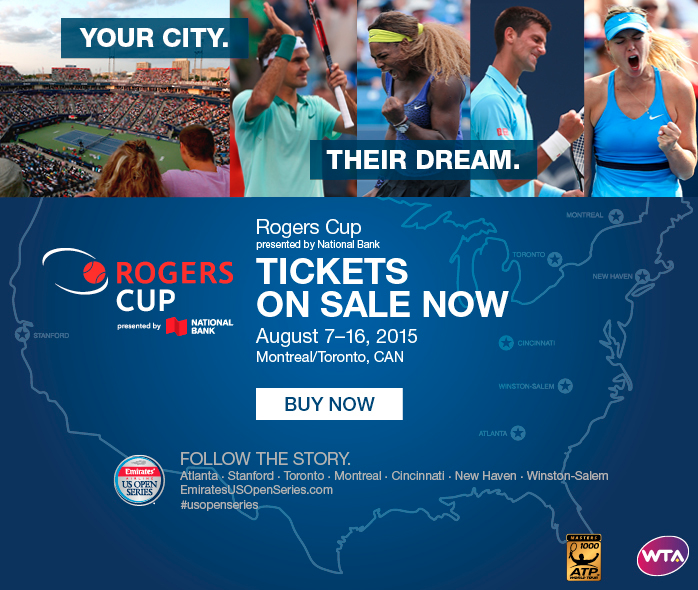 YOUR CITY.
THEIR DREAM.
Rogers Cup
presented by National Bank
TICKETS
ON SALE NOW
August 7–16, 2015
Montreal/Toronto, CAN
BUY NOW
ROGERS
CUP
presented by NATIONAL
BANK
MONTREAL
TORONTO
NEW HAVEN
STANFORD
CINCINNATI
WINSTON-SALEM
ATLANTA
FOLLOW THE STORY.
Atlanta · Stanford · Toronto · Montreal · Cincinnati · New Haven · Winston-Salem
EmiratesUSOpenSeries.com
#usopenseries
Emirates
US OPEN
SERIES
MASTERS
1000
ATP
WORLD TOUR
WTA